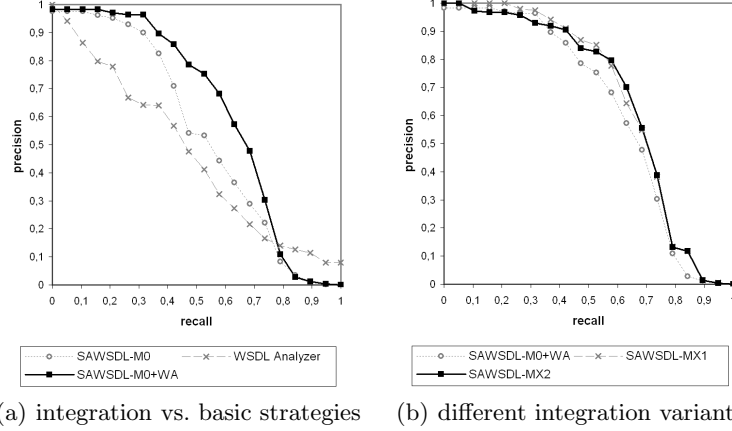 1
0,9
0,8
0,7
0,6
0,5
0,4
0,3
0,2
0,1
0
precision
0 0,1 0,2 0,3 0,4 0,5 0,6 0,7 0,8 0,9 1
recall
SAWSDL-M0 WSDL Analyzer
SAWSDL-M0+WA
(a) integration vs. basic strategies
1
0,9
0,8
0,7
0,6
0,5
0,4
0,3
0,2
0,1
0
precision
0 0,1 0,2 0,3 0,4 0,5 0,6 0,7 0,8 0,9 1
recall
SAWSDL-M0+WA SAWSDL-MX1
SAWSDL-MX2
(b) different integration variant